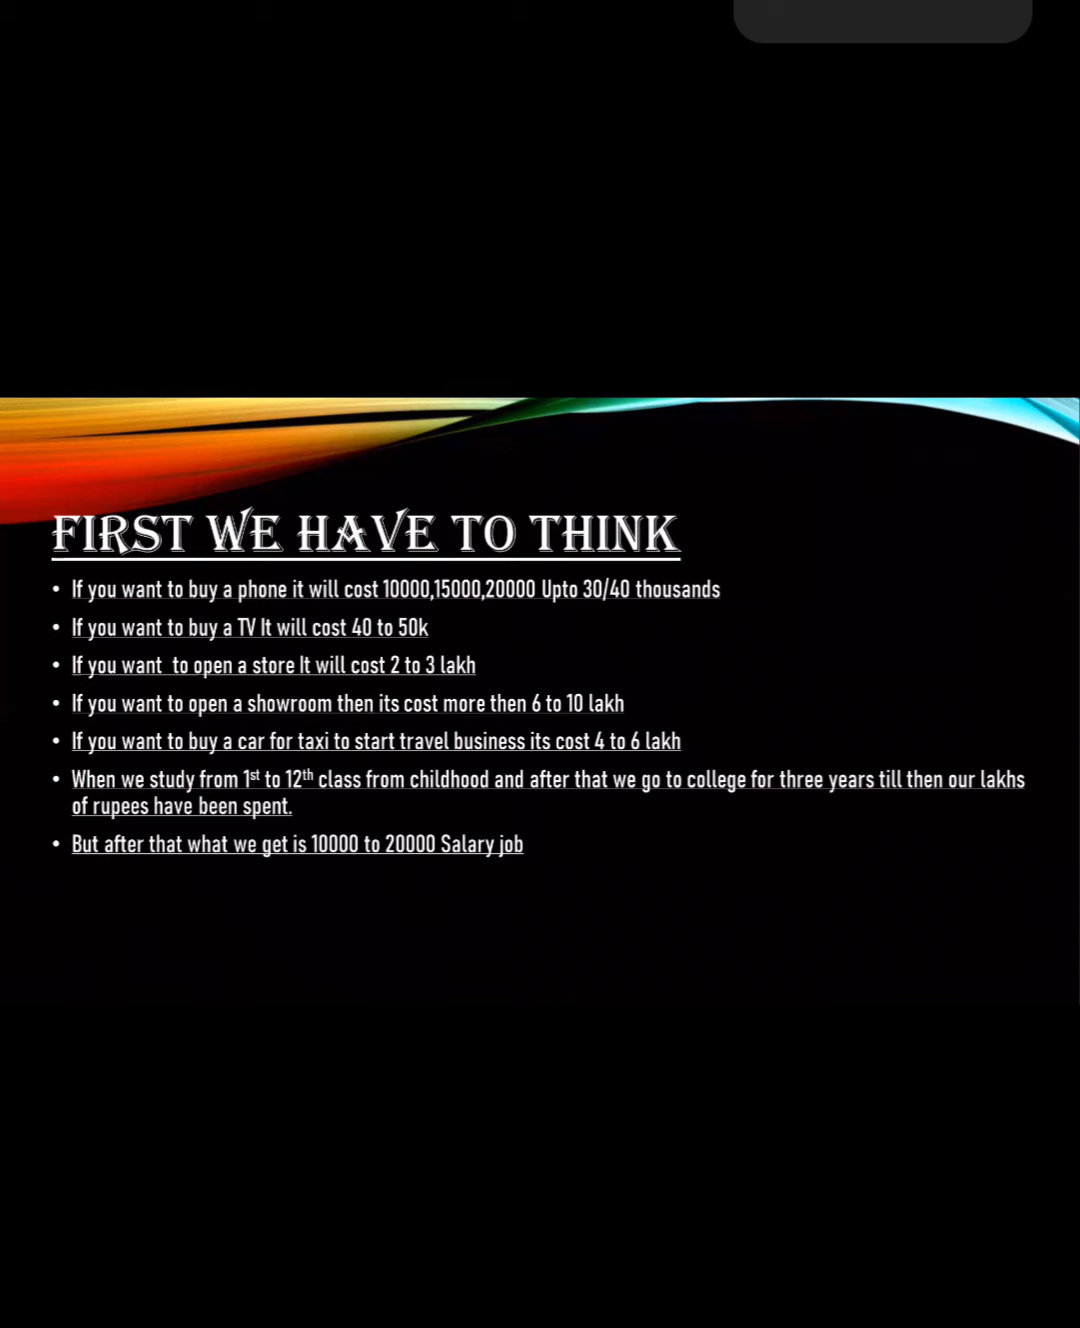 FIRST WE HAVE TO THINK
• If you want to buy a phone it will cost 10000,15000,20000 Upto 30/40 thousands
• If you want to buy a TV It will cost 40 to 50k
• If you want  to open a store It will cost 2 to 3 lakh
• If you want to open a showroom then its cost more then 6 to 10 lakh
• If you want to buy a car for taxi to start travel business its cost 4 to 6 lakh
• When we study from 1st to 12th class from childhood and after that we go to college for three years till then our lakhs
of rupees have been spent.
• But after that what we get is 10000 to 20000 Salary job